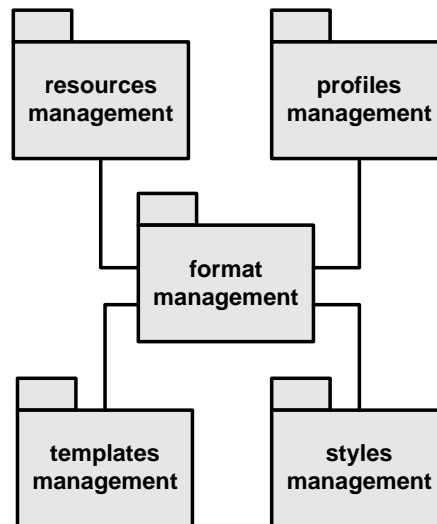 resources
management
profiles
management
format
management
templates
management
styles
management